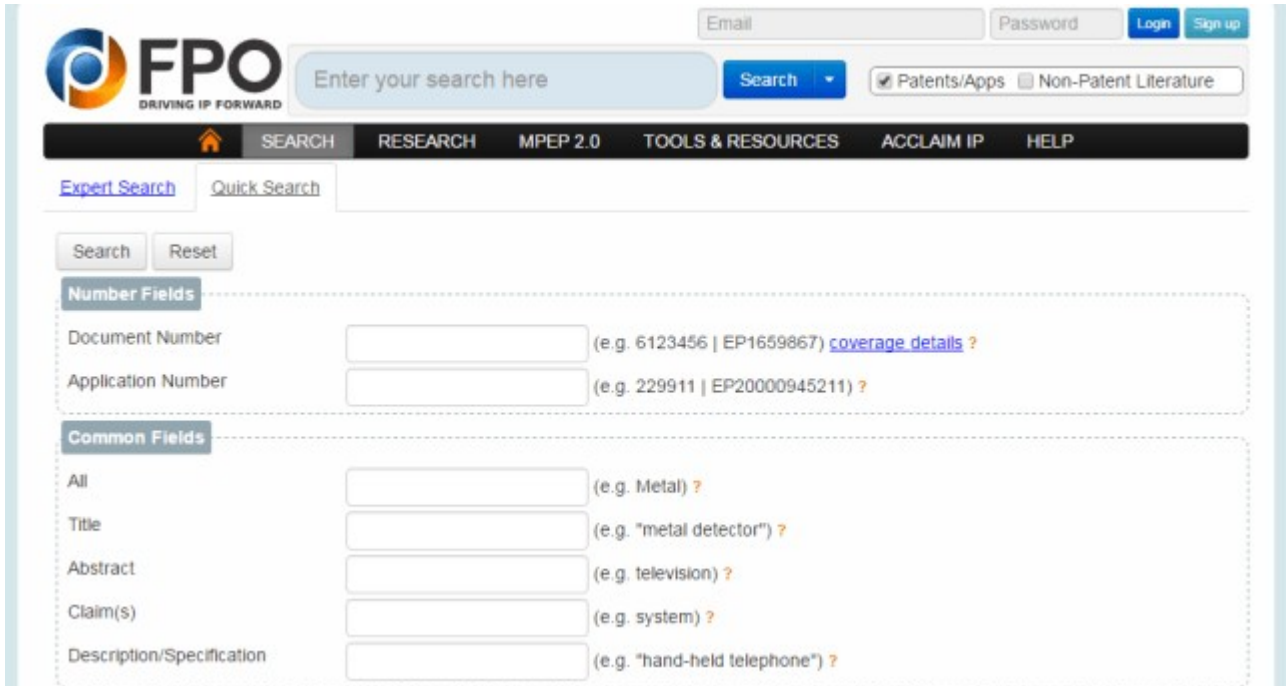 Email Password Login Sign up
FPO
DRIVING IP FORWARD
Enter your search here Search Patents/Apps Non-Patent Literature
SEARCH RESEARCH MPEP 2.0 TOOLS & RESOURCES ACCLAIM IP HELP
Expert Search Quick Search
Search Reset
Number Fields
Document Number (e.g. 6123456 | EP1659867) coverage details ?
Application Number (e.g. 229911 | EP20000945211) ?
Common Fields
All (e.g. Metal) ?
Title (e.g. "metal detector") ?
Abstract (e.g. television) ?
Claim(s) (e.g. system) ?
Description/Specification (e.g. "hand-held telephone") ?